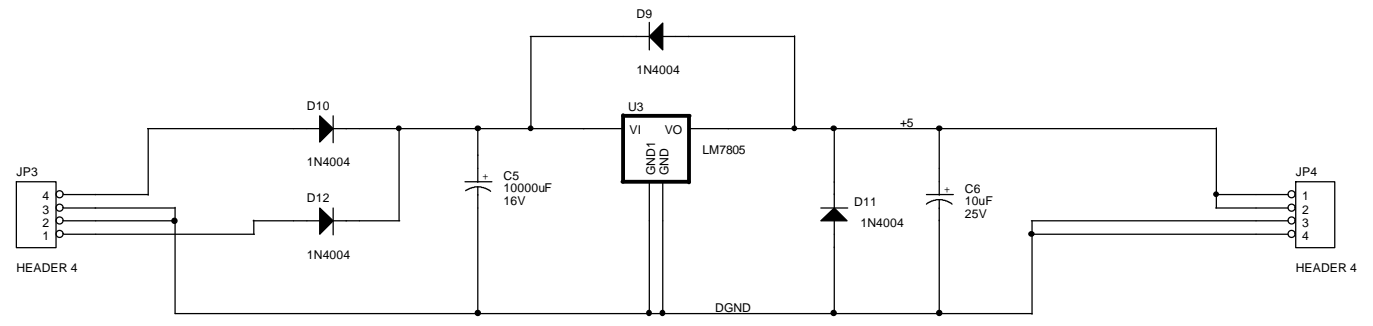 D9
1N4004
D10
1N4004
U3
VI VO
GND1
GND
LM7805
+5
JP3
4
3
2
1
HEADER 4
D12
1N4004
C5
10000uF
16V
D11
1N4004
C6
10uF
25V
JP4
1
2
3
4
HEADER 4
DGND